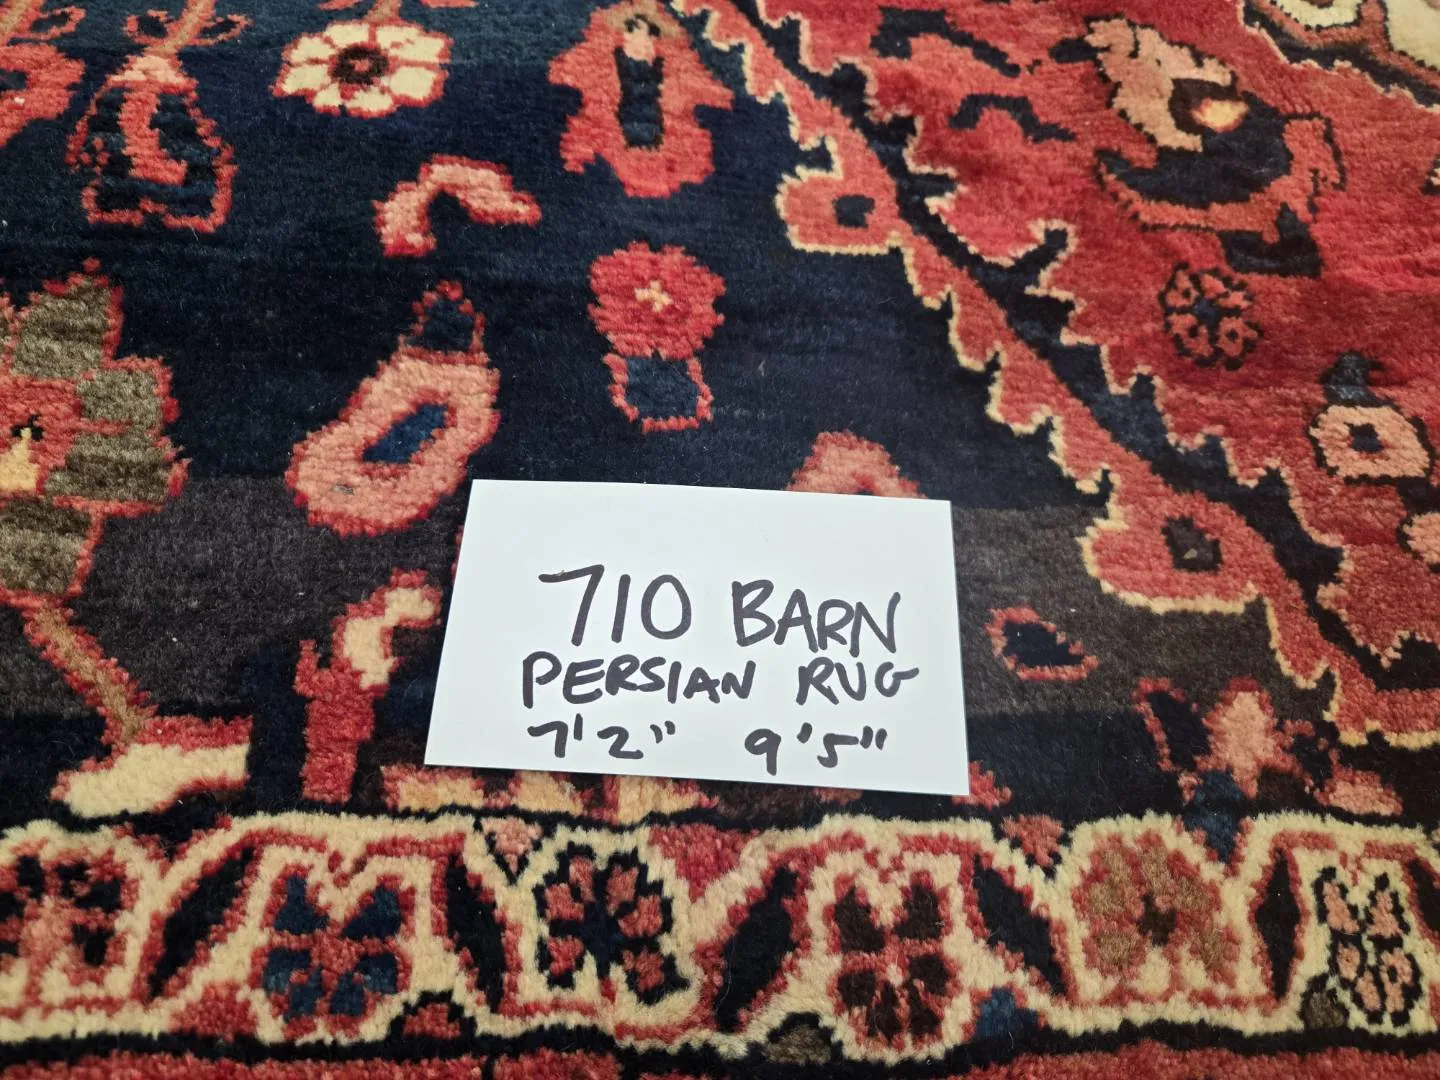 710 BARN
PERSIAN RUG
7'2" 9'5"